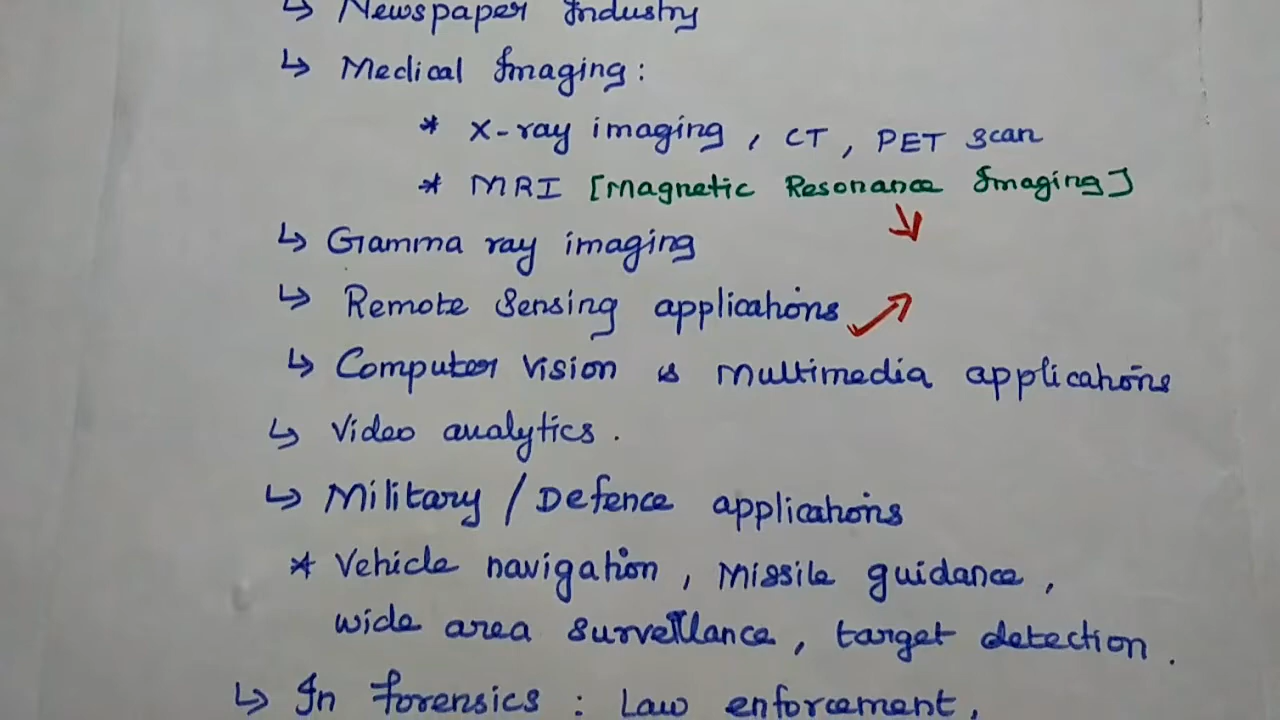 ↳ Newspaper Industry
↳ Medical Imaging:
* X-ray imaging, CT, PET scan
* MRI [Magnetic Resonance Imaging]
↳ Gamma ray imaging
↳ Remote Sensing applications
↳ Computer vision & multimedia applications
↳ Video analytics.
↳ Military / Defence applications
* Vehicle navigation, Missile guidance,
wide area surveillance, target detection.
↳ In forensics: Law enforcement,